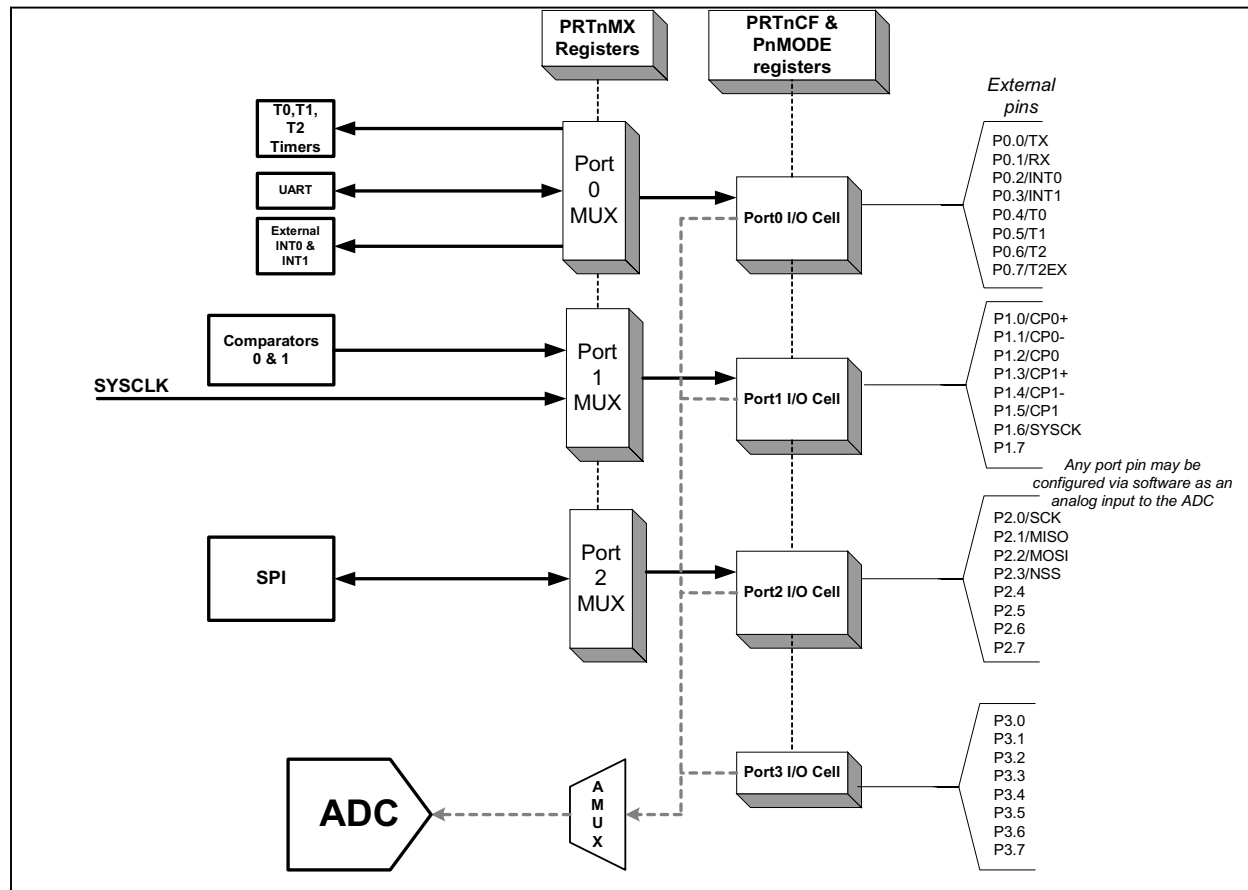 PRTnMX
Registers
PRTnCF &
PnMODE
registers
External
pins
T0,T1,
T2
Timers
UART
External
INT0 &
INT1
Port
0
MUX
Port0 I/O Cell
P0.0/TX
P0.1/RX
P0.2/INT0
P0.3/INT1
P0.4/T0
P0.5/T1
P0.6/T2
P0.7/T2EX
Comparators
0 & 1
SYSCLK
Port
1
MUX
Port1 I/O Cell
P1.0/CP0+
P1.1/CP0-
P1.2/CP0
P1.3/CP1+
P1.4/CP1-
P1.5/CP1
P1.6/SYSCK
P1.7
Any port pin may be
configured via software as an
analog input to the ADC
SPI
Port
2
MUX
Port2 I/O Cell
P2.0/SCK
P2.1/MISO
P2.2/MOSI
P2.3/NSS
P2.4
P2.5
P2.6
P2.7
ADC
A
M
U
X
Port3 I/O Cell
P3.0
P3.1
P3.2
P3.3
P3.4
P3.5
P3.6
P3.7